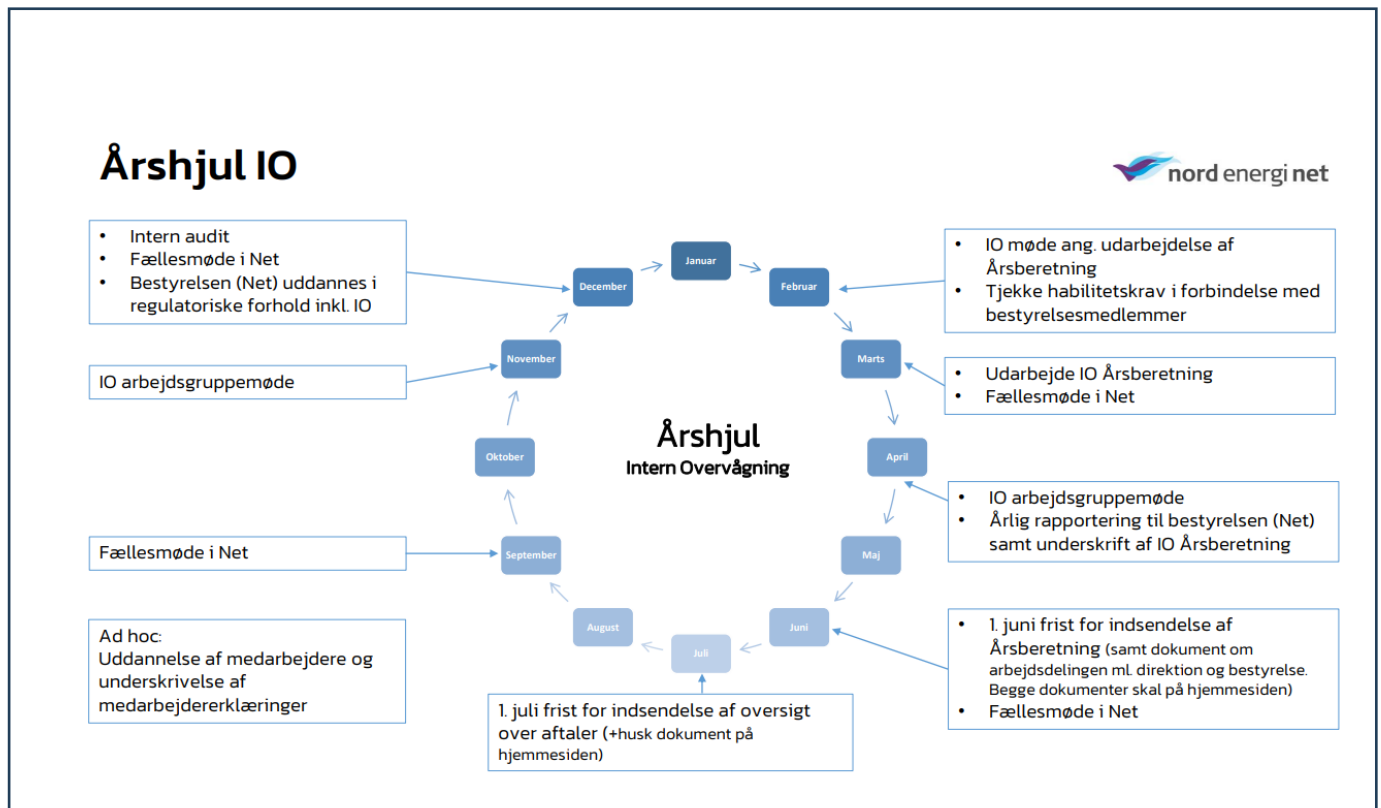 Årshjul IO
nord energi net
• Intern audit
• Fællesmøde i Net
• Bestyrelsen (Net) uddannes i
regulatoriske forhold inkl. IO
IO arbejdsgruppemøde
Fællesmøde i Net
Ad hoc:
Uddannelse af medarbejdere og
underskrivelse af
medarbejdererklæringer
Januar
Februar
Marts
April
Maj
Juni
Juli
August
September
Oktober
November
December
Årshjul
Intern Overvågning
• IO møde ang. udarbejdelse af
Årsberetning
• Tjekke habilitetskrav i forbindelse med
bestyrelsesmedlemmer
• Udarbejde IO Årsberetning
• Fællesmøde i Net
• IO arbejdsgruppemøde
• Årlig rapportering til bestyrelsen (Net)
samt underskrift af IO Årsberetning
• 1. juni frist for indsendelse af
Årsberetning (samt dokument om
arbejdsdelingen ml. direktion og bestyrelse.
Begge dokumenter skal på hjemmesiden)
• Fællesmøde i Net
1. juli frist for indsendelse af oversigt
over aftaler (+husk dokument på
hjemmesiden)